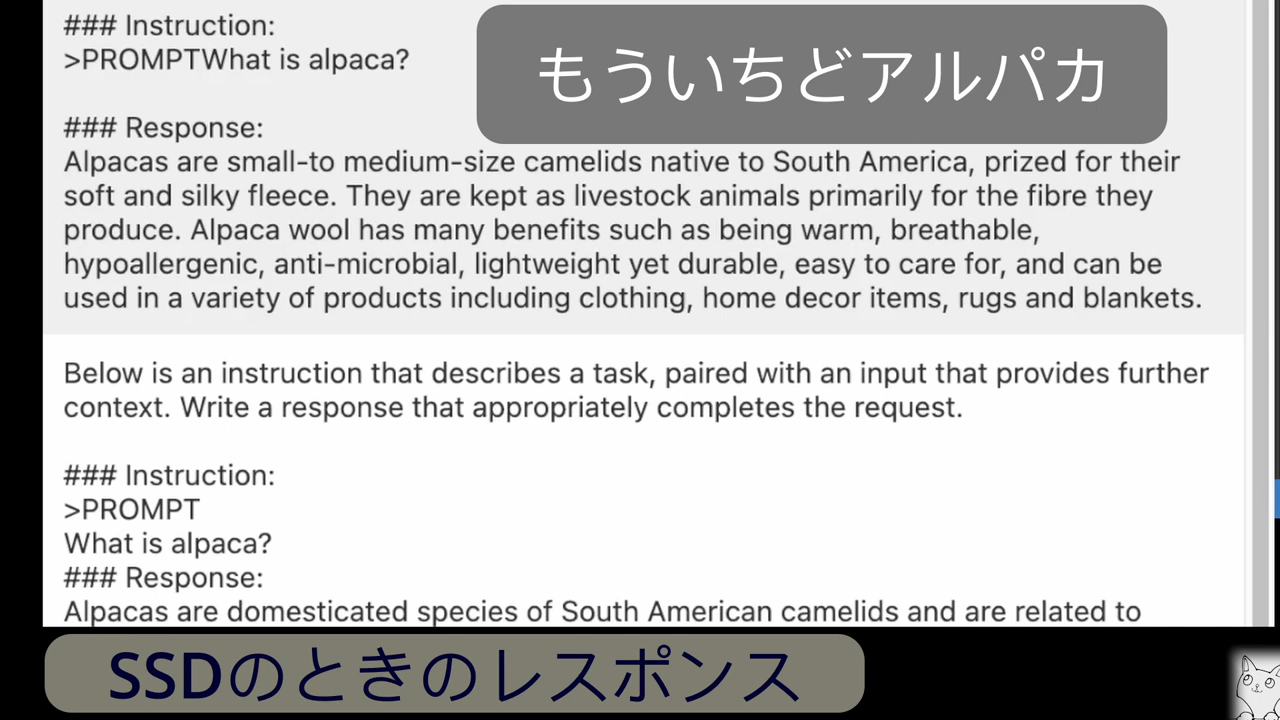 ### Instruction:
>PROMPTWhat is alpaca?
もういちどアルパカ
### Response:
Alpacas are small-to medium-size camelids native to South America, prized for their
soft and silky fleece. They are kept as livestock animals primarily for the fibre they
produce. Alpaca wool has many benefits such as being warm, breathable,
hypoallergenic, anti-microbial, lightweight yet durable, easy to care for, and can be
used in a variety of products including clothing, home decor items, rugs and blankets.
Below is an instruction that describes a task, paired with an input that provides further
context. Write a response that appropriately completes the request.
### Instruction:
>PROMPT
What is alpaca?
### Response:
Alpacas are domesticated species of South American camelids and are related to
SSDのときのレスポンス